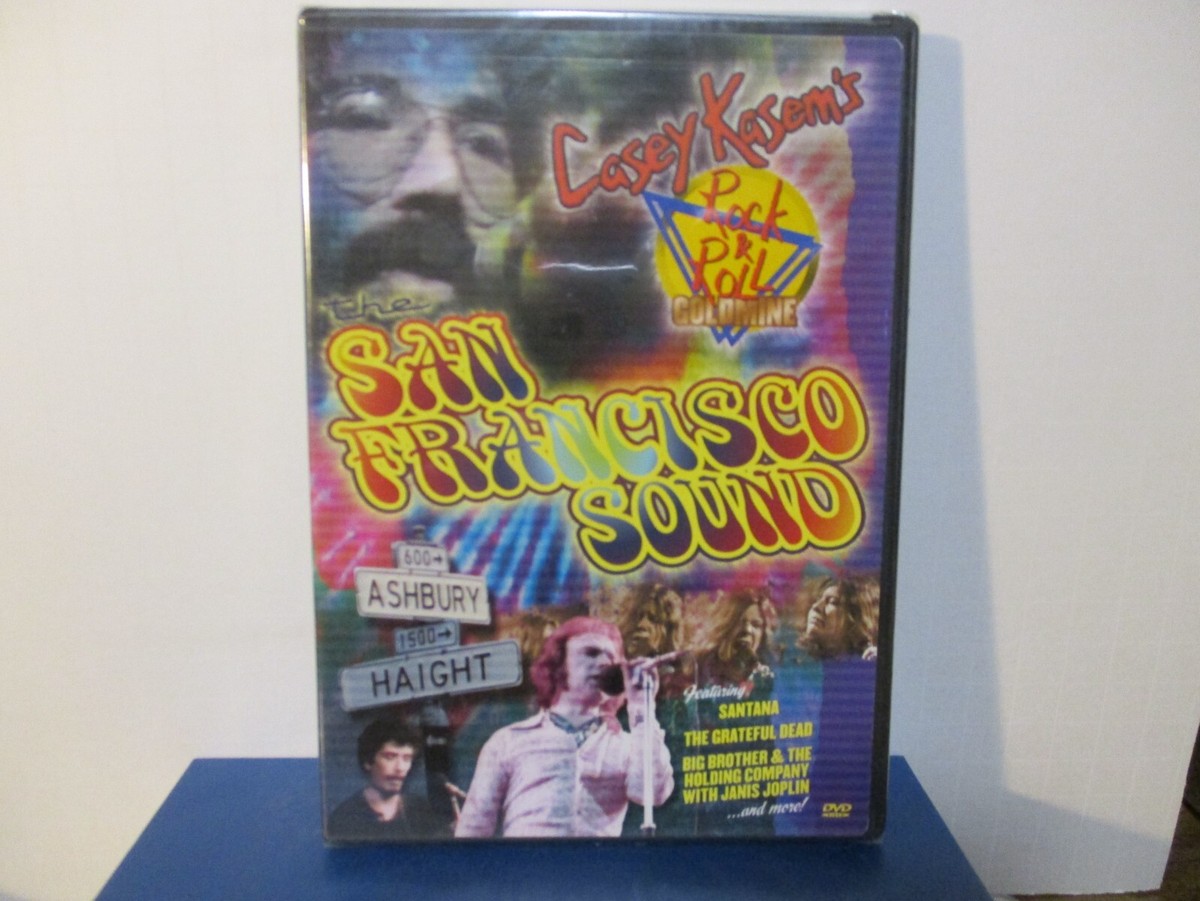 Casey Kasem's
Rock
&
Roll
GOLDMINE
the
SAN
FRANCISCO
SOUND
600→
ASHBURY
1500→
HAIGHT
Featuring
SANTANA
THE GRATEFUL DEAD
BIG BROTHER & THE
HOLDING COMPANY
WITH JANIS JOPLIN
...and more!
DVD